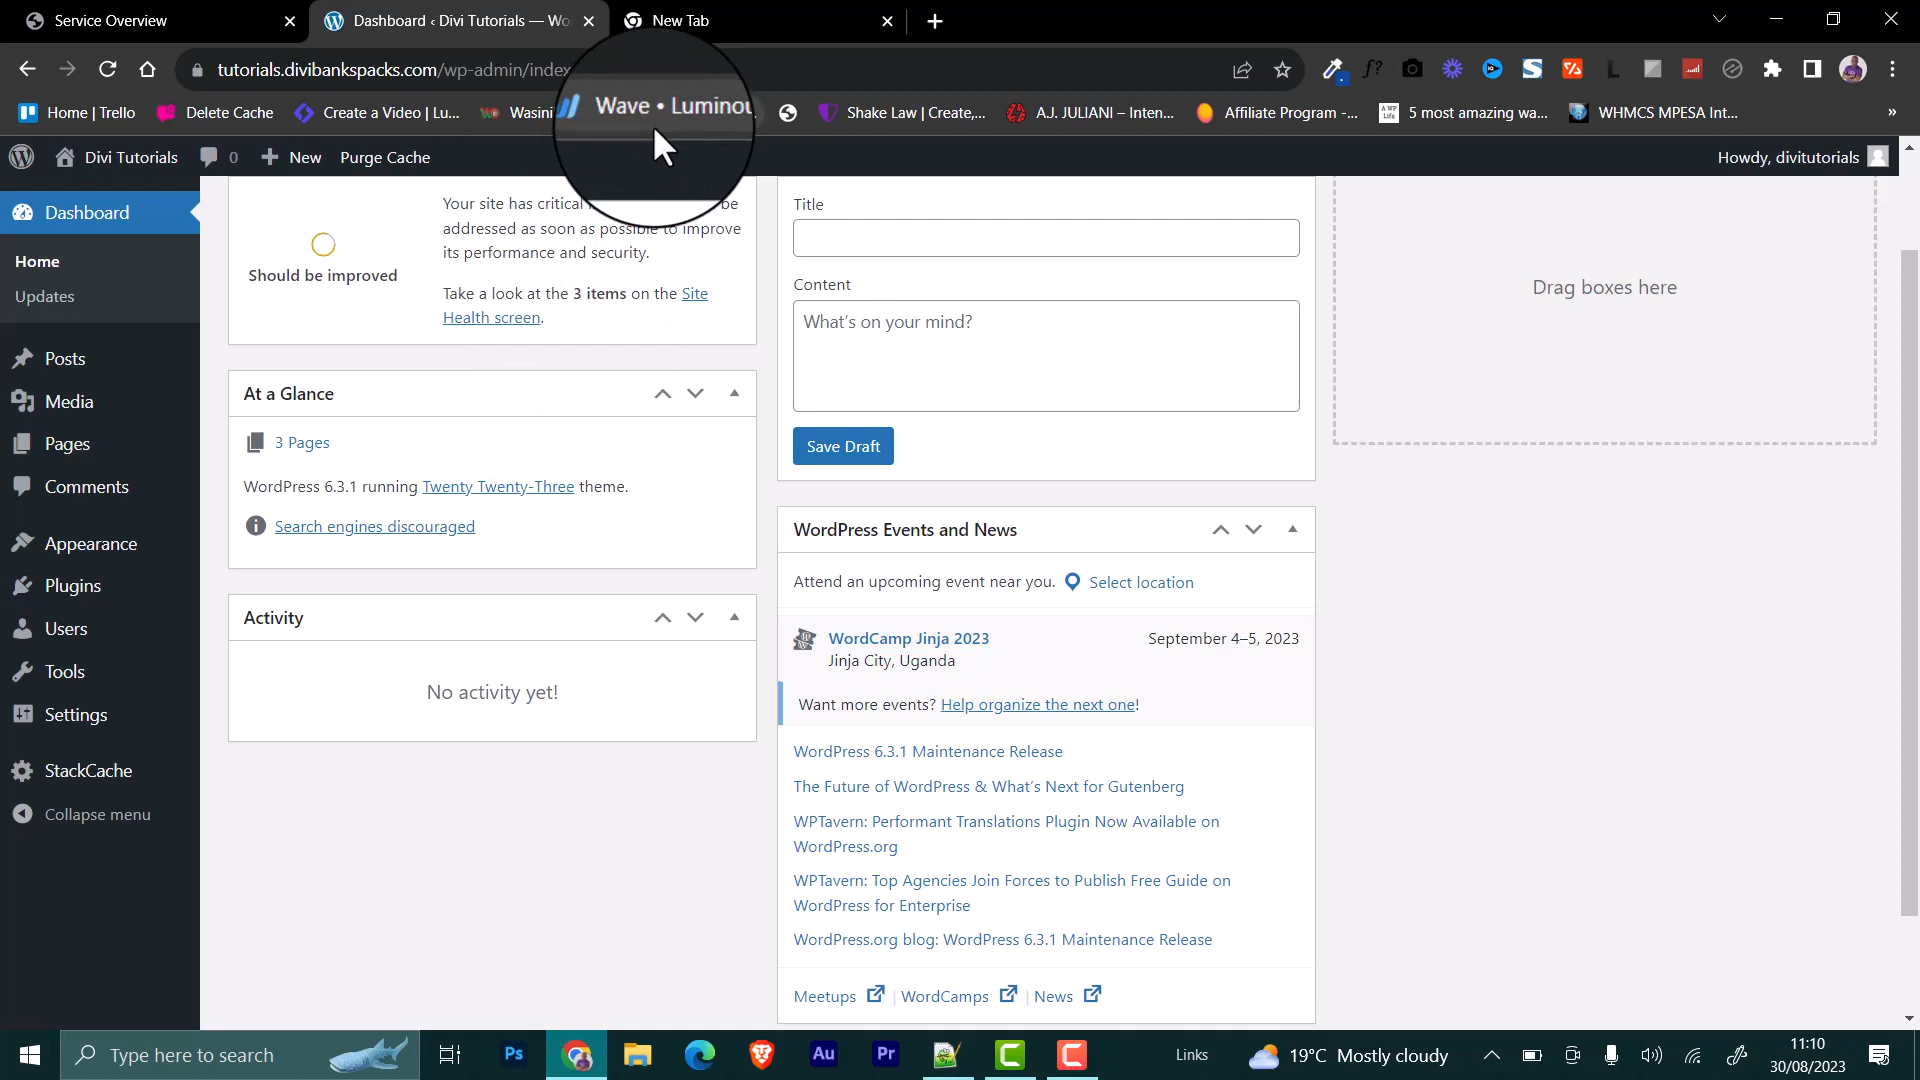 Service Overview
Dashboard ‹ Divi Tutorials — Wo
New Tab
tutorials.divibankspacks.com/wp-admin/index
Home | Trello
Delete Cache
Create a Video | Lu...
Wasini
Wave • Luminou
Shake Law | Create,...
A.J. JULIANI – Inten...
Affiliate Program -...
5 most amazing wa...
WHMCS MPESA Int...
»
Divi Tutorials
0
New
Purge Cache
Howdy, divitutorials
Dashboard
Home
Updates
Posts
Media
Pages
Comments
Appearance
Plugins
Users
Tools
Settings
StackCache
Collapse menu
Should be improved
Your site has critical be
addressed as soon as possible to improve
its performance and security.
Take a look at the 3 items on the Site
Health screen.
At a Glance
3 Pages
WordPress 6.3.1 running Twenty Twenty-Three theme.
Search engines discouraged
Activity
No activity yet!
Title
Content
What's on your mind?
Save Draft
WordPress Events and News
Attend an upcoming event near you. Select location
WordCamp Jinja 2023 September 4–5, 2023
Jinja City, Uganda
Want more events? Help organize the next one!
WordPress 6.3.1 Maintenance Release
The Future of WordPress & What's Next for Gutenberg
WPTavern: Performant Translations Plugin Now Available on
WordPress.org
WPTavern: Top Agencies Join Forces to Publish Free Guide on
WordPress for Enterprise
WordPress.org blog: WordPress 6.3.1 Maintenance Release
Meetups | WordCamps | News
Drag boxes here
Type here to search
Ps
Au
Pr
Links
19°C Mostly cloudy
11:10
30/08/2023